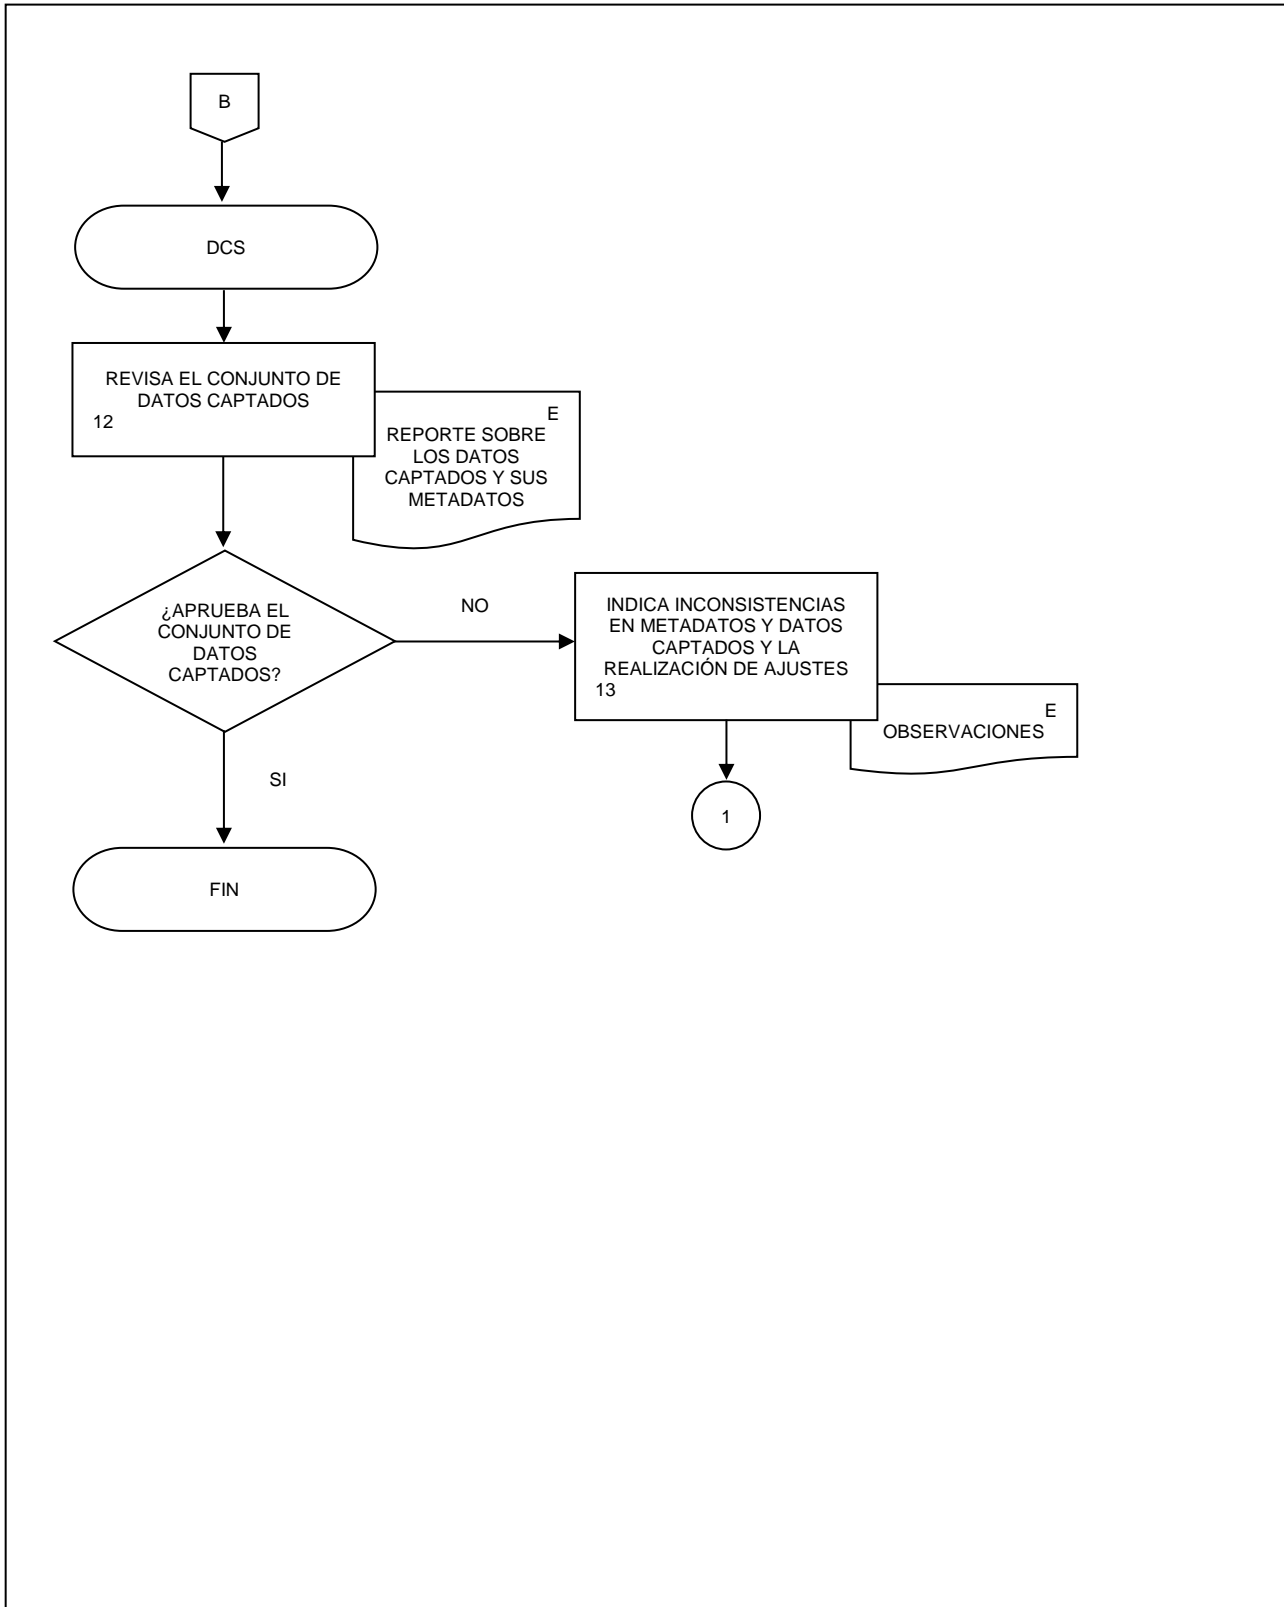 B
DCS
REVISA EL CONJUNTO DE
DATOS CAPTADOS
12
E
REPORTE SOBRE
LOS DATOS
CAPTADOS Y SUS
METADATOS
¿APRUEBA EL
CONJUNTO DE
DATOS
CAPTADOS?
NO
INDICA INCONSISTENCIAS
EN METADATOS Y DATOS
CAPTADOS Y LA
REALIZACIÓN DE AJUSTES
13
E
OBSERVACIONES
SI
1
FIN